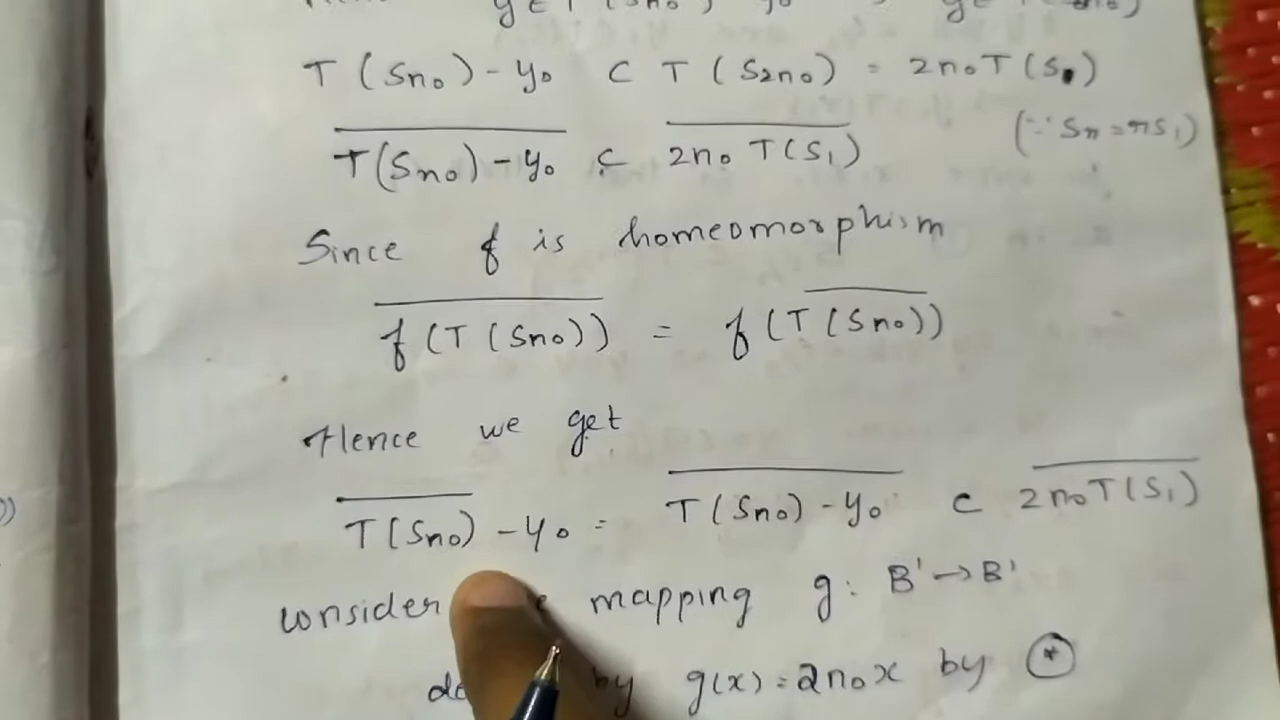 T (Sn₀) - y₀ ⊂ T (S2n₀) = 2n₀T(S₁)
(∵ Sn = nS₁)
T(Sn₀) - y₀ ⊂ 2n₀ T(S₁)
Since f is homeomorphism
f(T(Sn₀)) = f(T(Sn₀))
Hence we get
T(Sn₀) - y₀ = T(Sn₀) - y₀ ⊂ 2n₀T(S₁)
consider mapping g: B' → B'
by g(x) = 2n₀x by (*)